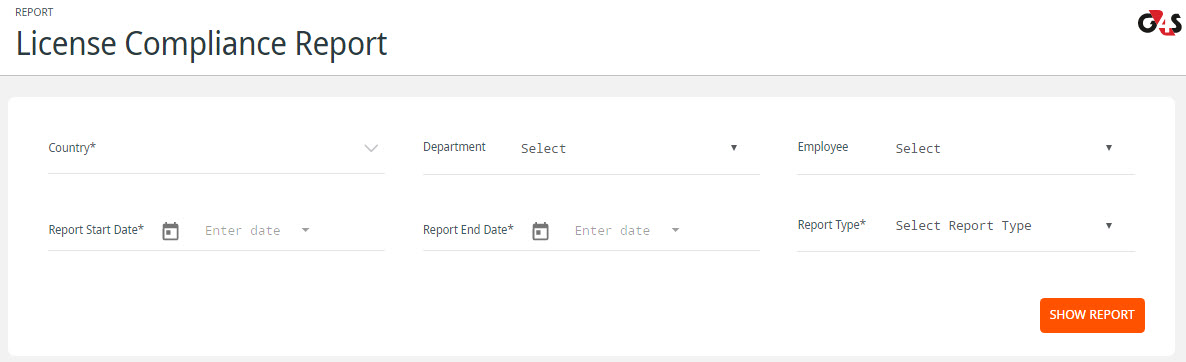 REPORT
License Compliance Report
G4S
Country*
Department Select
Employee Select
Report Start Date* Enter date
Report End Date* Enter date
Report Type* Select Report Type
SHOW REPORT